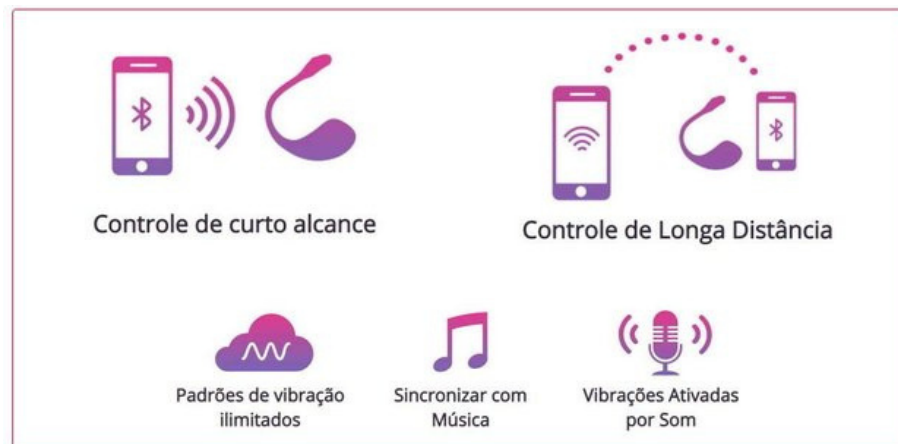 Controle de curto alcance
Controle de Longa Distância
Padrões de vibração
ilimitados
Sincronizar com
Música
Vibrações Ativadas
por Som